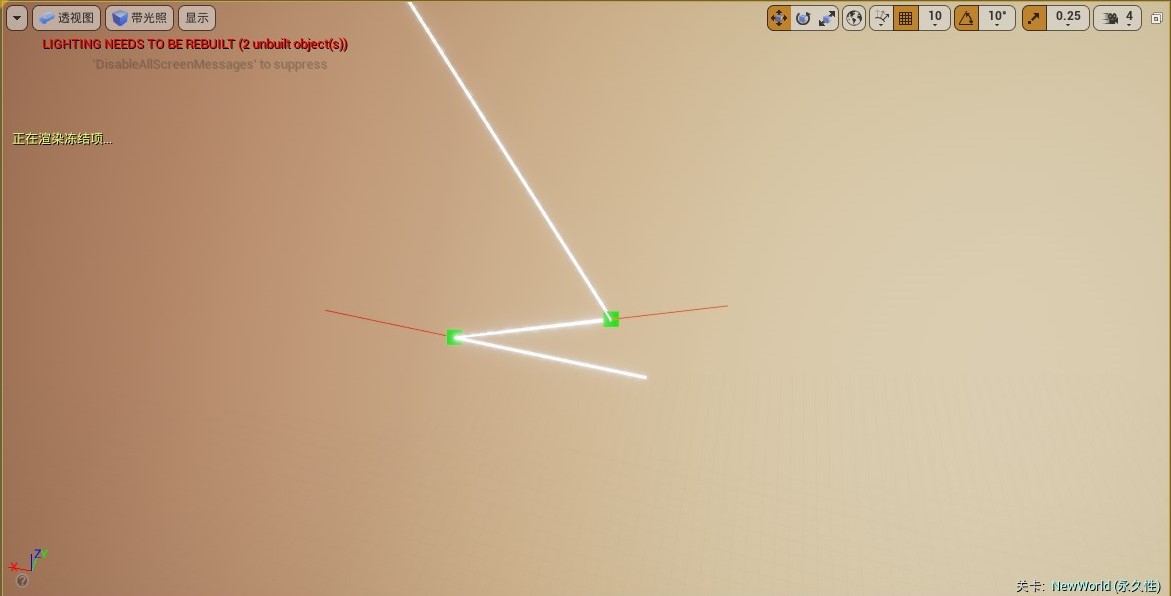 透视图 带光照 显示 10 10° 0.25 4
LIGHTING NEEDS TO BE REBUILT (2 unbuilt object(s))
'DisableAllScreenMessages' to suppress
正在渲染冻结项...
Z Y
X
?
关卡: NewWorld (永久性)